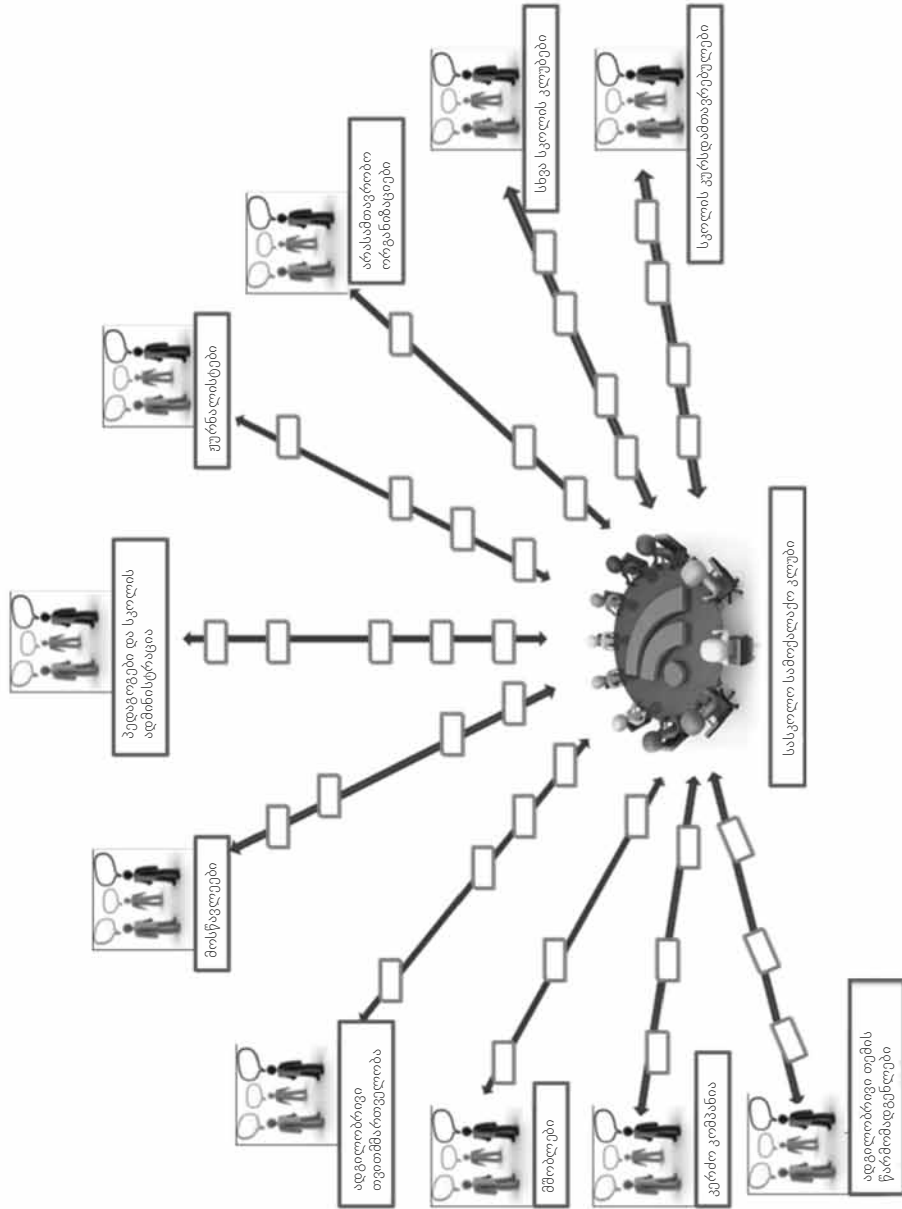 ადგილობრივი თემის
წარმომადგენლები
კერძო კომპანია
მშობლები
ადგილობრივი
თვითმმართველობა
მოსწავლეები
პედაგოგები და სკოლის
ადმინისტრაცია
ჟურნალისტები
არასამთავრობო
ორგანიზაციები
სხვა სკოლის კლუბები
სკოლის კურსდამთავრებულები
სასკოლო სამოქალაქო კლუბი